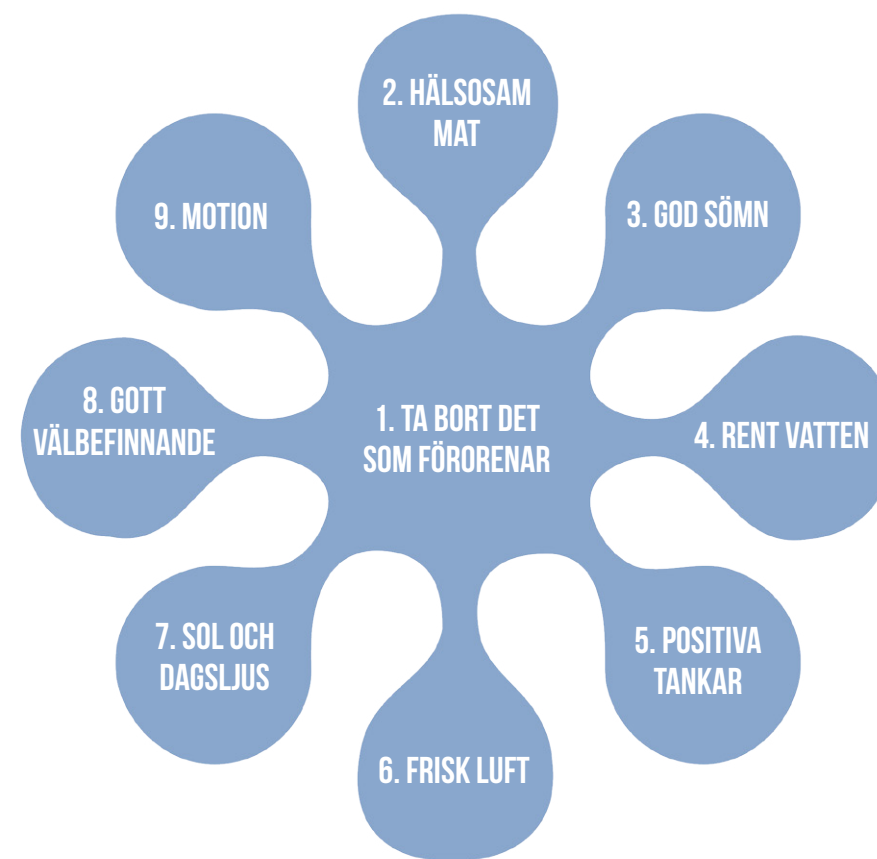 1. TA BORT DET
SOM FÖRORENAR
2. HÄLSOSAM
MAT
3. GOD SÖMN
4. RENT VATTEN
5. POSITIVA
TANKAR
6. FRISK LUFT
7. SOL OCH
DAGSLJUS
8. GOTT
VÄLBEFINNANDE
9. MOTION